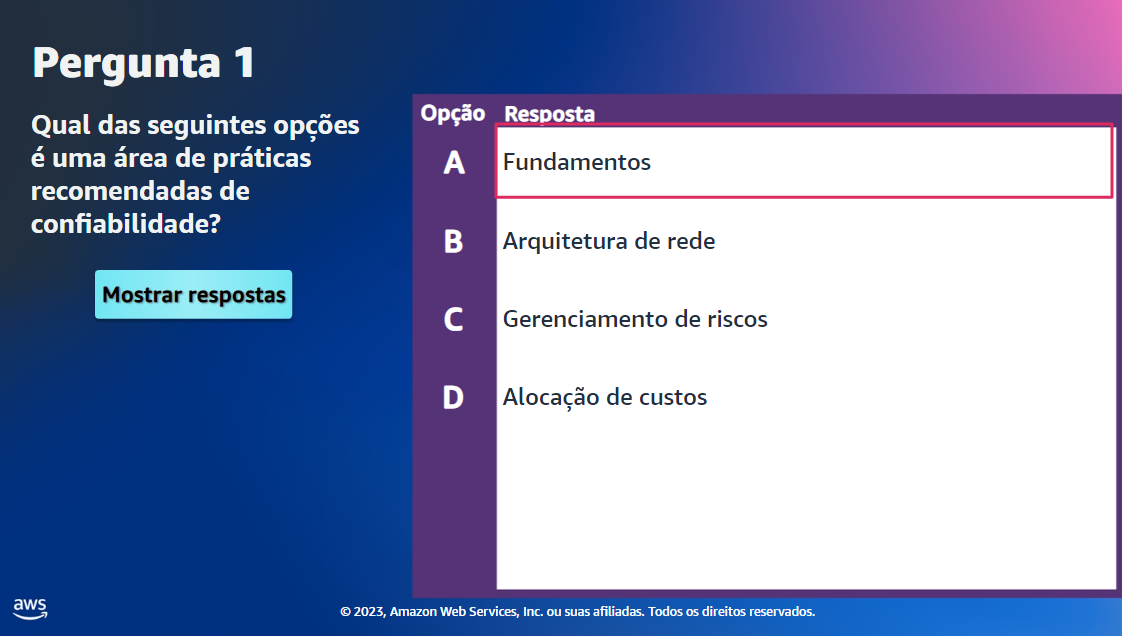 Pergunta 1
Qual das seguintes opções
é uma área de práticas
recomendadas de
confiabilidade?
Mostrar respostas
Opção Resposta
A Fundamentos
B Arquitetura de rede
C Gerenciamento de riscos
D Alocação de custos
aws
© 2023, Amazon Web Services, Inc. ou suas afiliadas. Todos os direitos reservados.